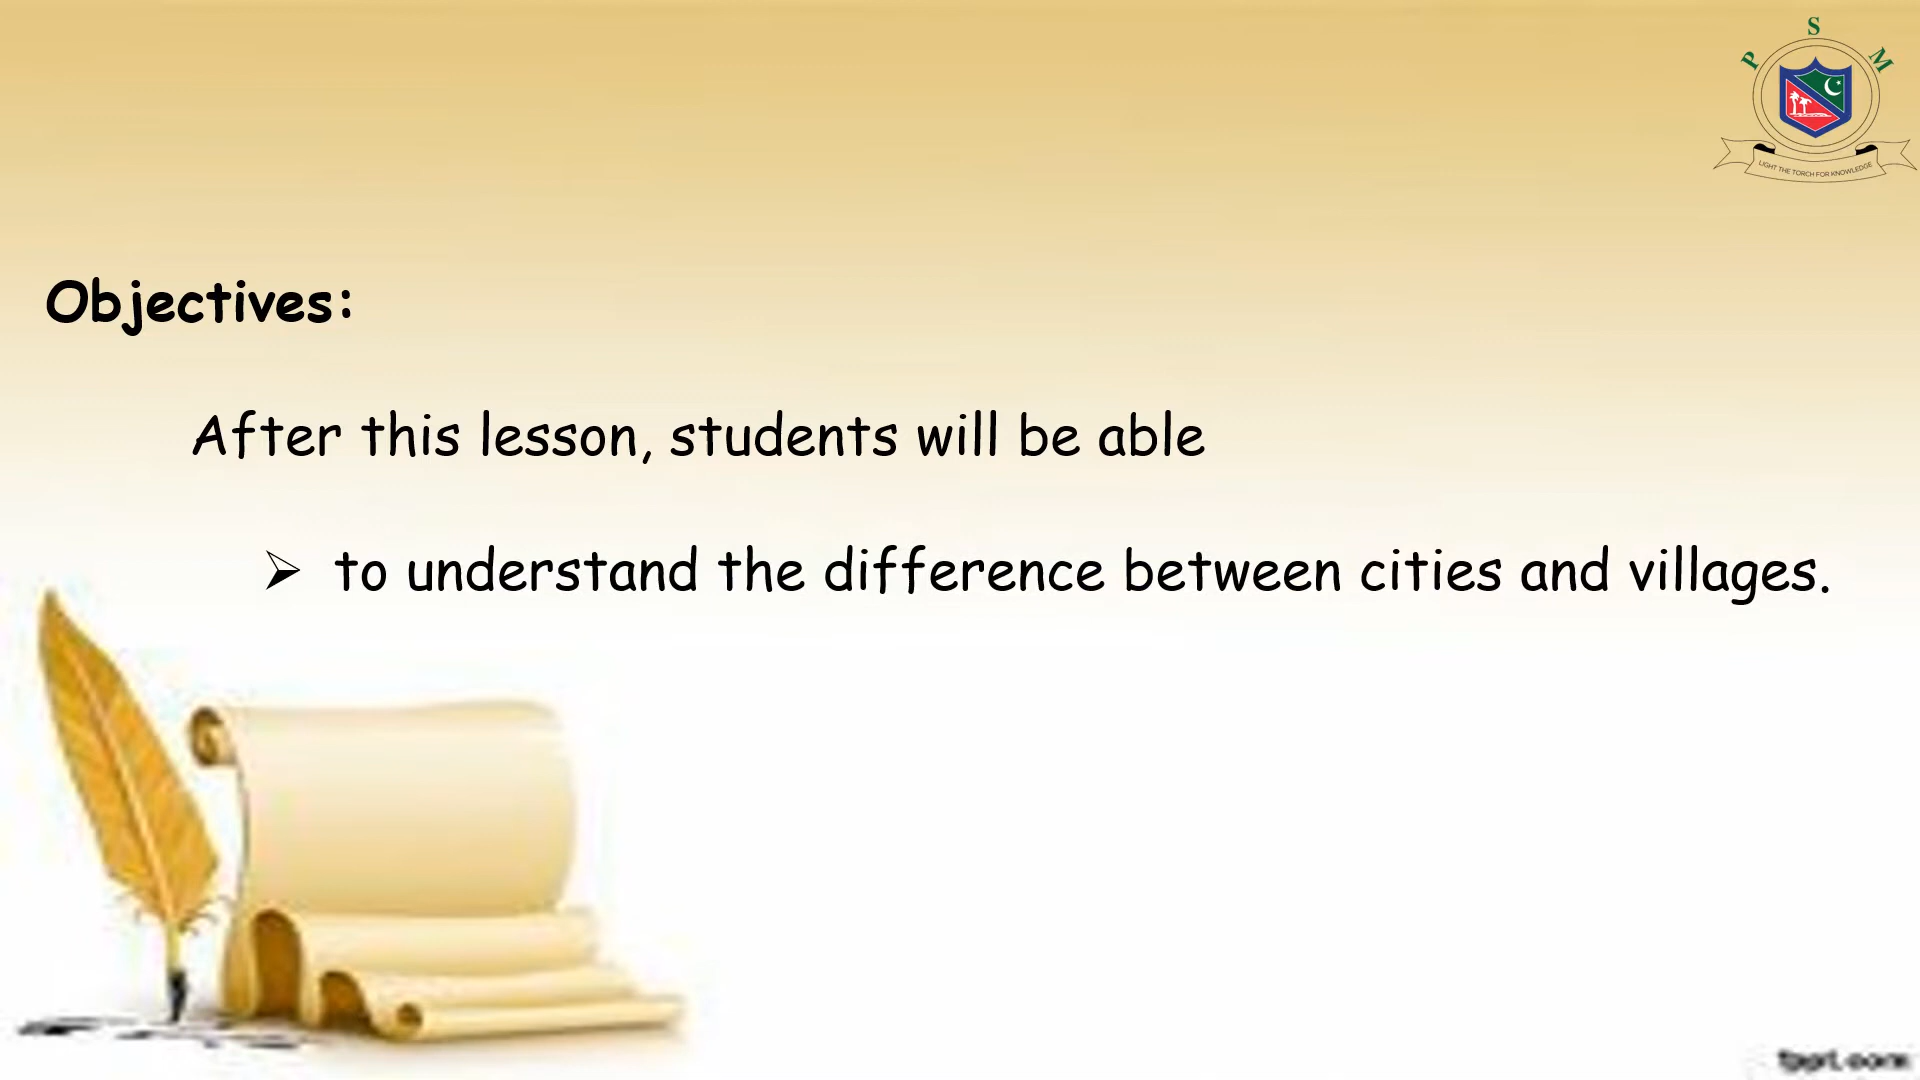 P S M
LIGHT THE TORCH FOR KNOWLEDGE
Objectives:
After this lesson, students will be able
➢ to understand the difference between cities and villages.